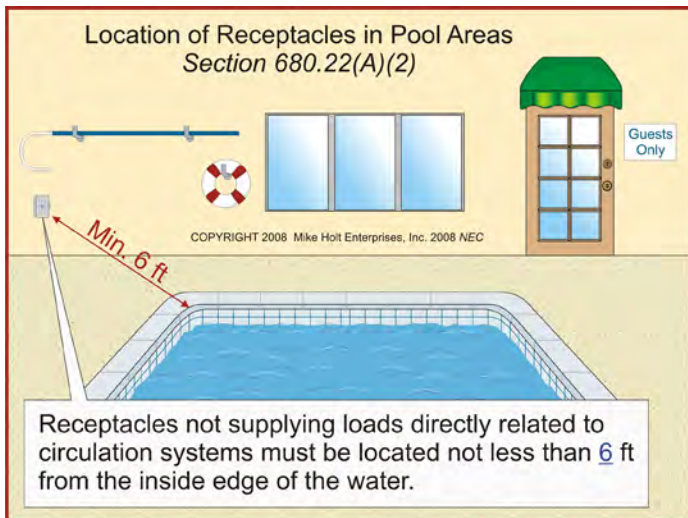 Location of Receptacles in Pool Areas
Section 680.22(A)(2)
Guests
Only
COPYRIGHT 2008 Mike Holt Enterprises, Inc. 2008 NEC
Min. 6 ft
Receptacles not supplying loads directly related to
circulation systems must be located not less than 6 ft
from the inside edge of the water.